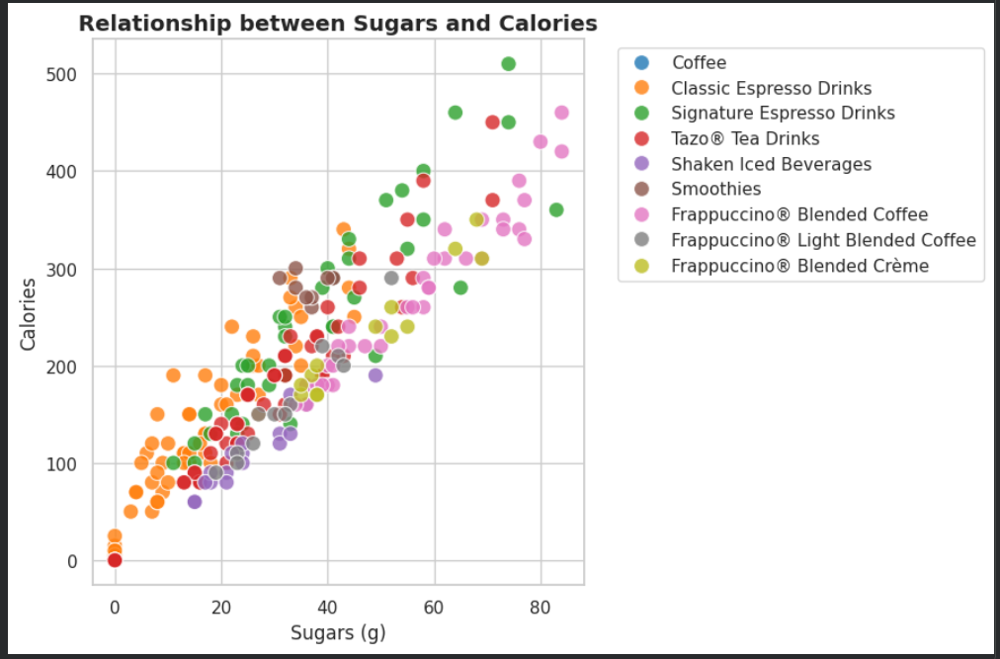 Relationship between Sugars and Calories
500
400
300
200
100
0
Calories
0 20 40 60 80
Sugars (g)
Coffee
Classic Espresso Drinks
Signature Espresso Drinks
Tazo® Tea Drinks
Shaken Iced Beverages
Smoothies
Frappuccino® Blended Coffee
Frappuccino® Light Blended Coffee
Frappuccino® Blended Crème